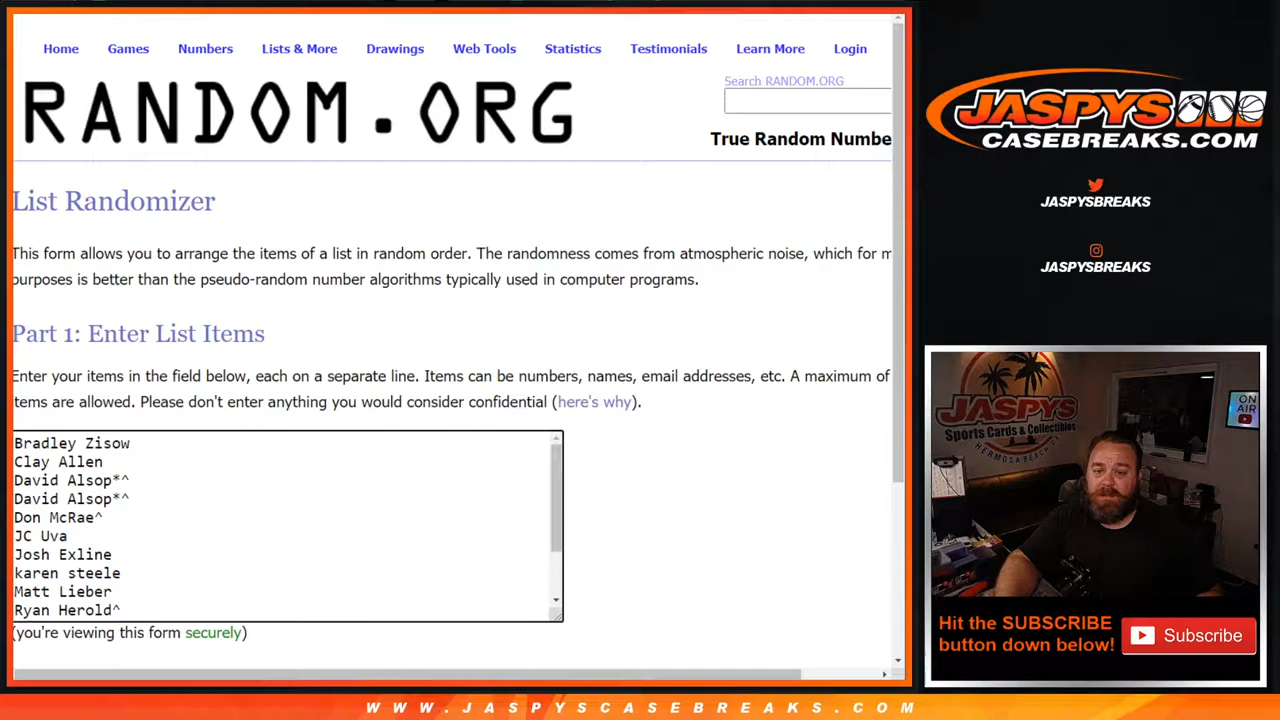 Home Games Numbers Lists & More Drawings Web Tools Statistics Testimonials Learn More Login
Search RANDOM.ORG
RANDOM.ORG
True Random Numbe
List Randomizer
This form allows you to arrange the items of a list in random order. The randomness comes from atmospheric noise, which for m
purposes is better than the pseudo-random number algorithms typically used in computer programs.
Part 1: Enter List Items
Enter your items in the field below, each on a separate line. Items can be numbers, names, email addresses, etc. A maximum of
items are allowed. Please don't enter anything you would consider confidential (here's why).
Bradley Zisow
Clay Allen
David Alsop*^
David Alsop*^
Don McRae^
JC Uva
Josh Exline
karen steele
Matt Lieber
Ryan Herold^
(you're viewing this form securely)
JASPYS
CASEBREAKS.COM
JASPYSBREAKS
JASPYSBREAKS
JASPYS
Sports Cards & Collectibles
HERMOSA BEACH CA
ON
AIR
Hit the SUBSCRIBE
button down below!
Subscribe
WWW.JASPYSCASEBREAKS.COM